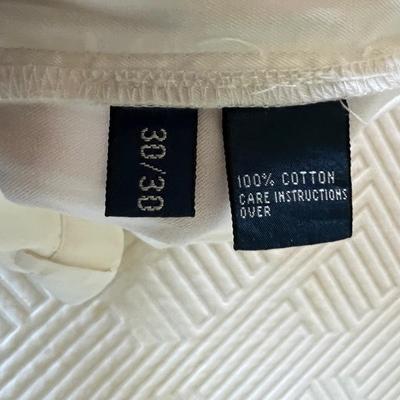 30/30
100% COTTON
CARE INSTRUCTIONS
OVER